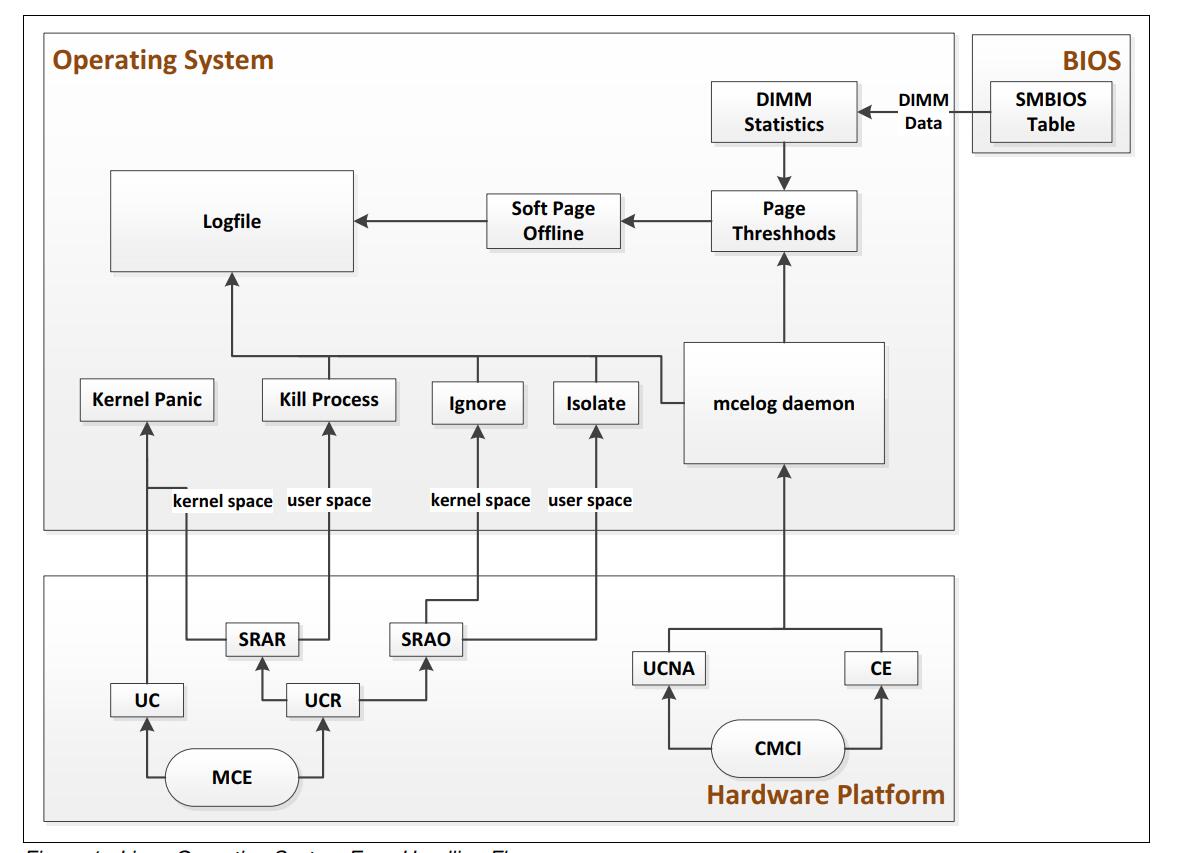 Operating System
BIOS
DIMM
Statistics
DIMM
Data
SMBIOS
Table
Logfile
Soft Page
Offline
Page
Threshhods
Kernel Panic
Kill Process
Ignore
Isolate
mcelog daemon
kernel space
user space
kernel space
user space
SRAR
SRAO
UCNA
CE
UC
UCR
MCE
CMCI
Hardware Platform